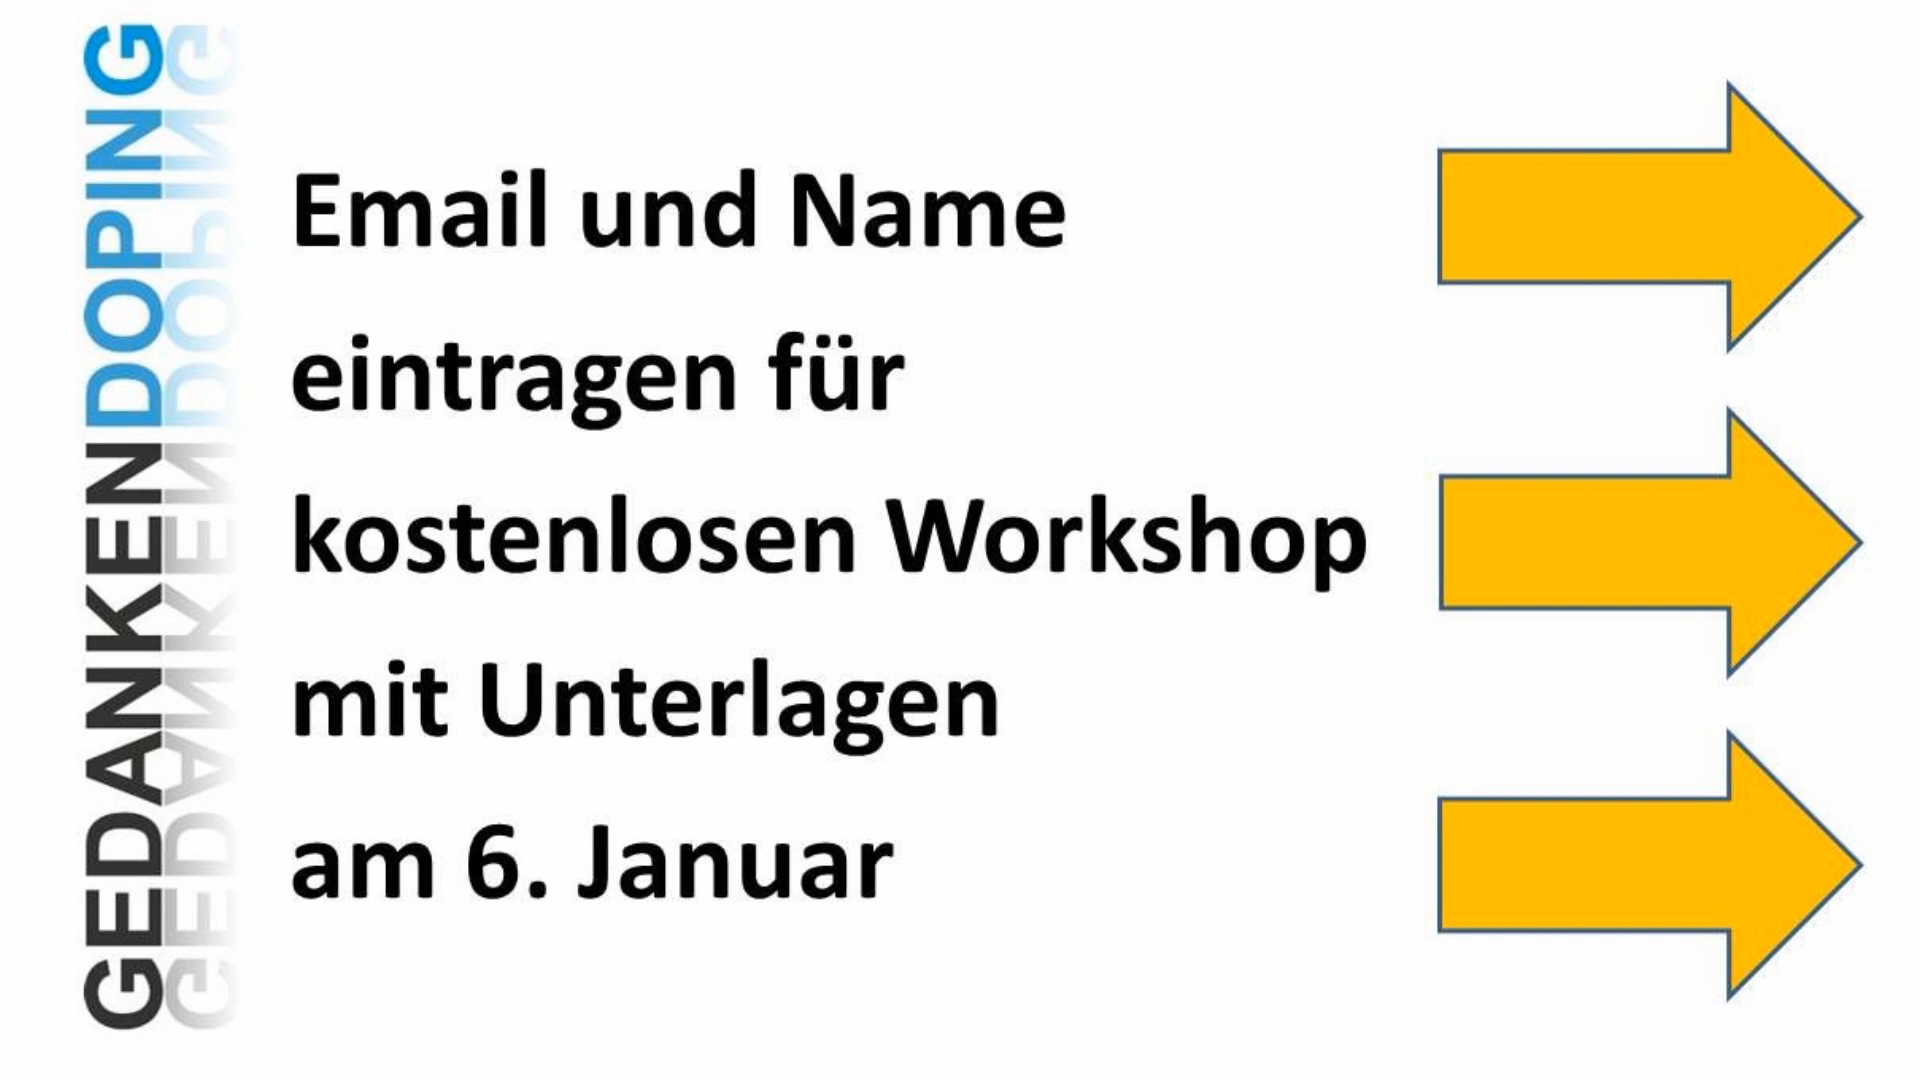 GEDANKENDOPING
Email und Name
eintragen für
kostenlosen Workshop
mit Unterlagen
am 6. Januar